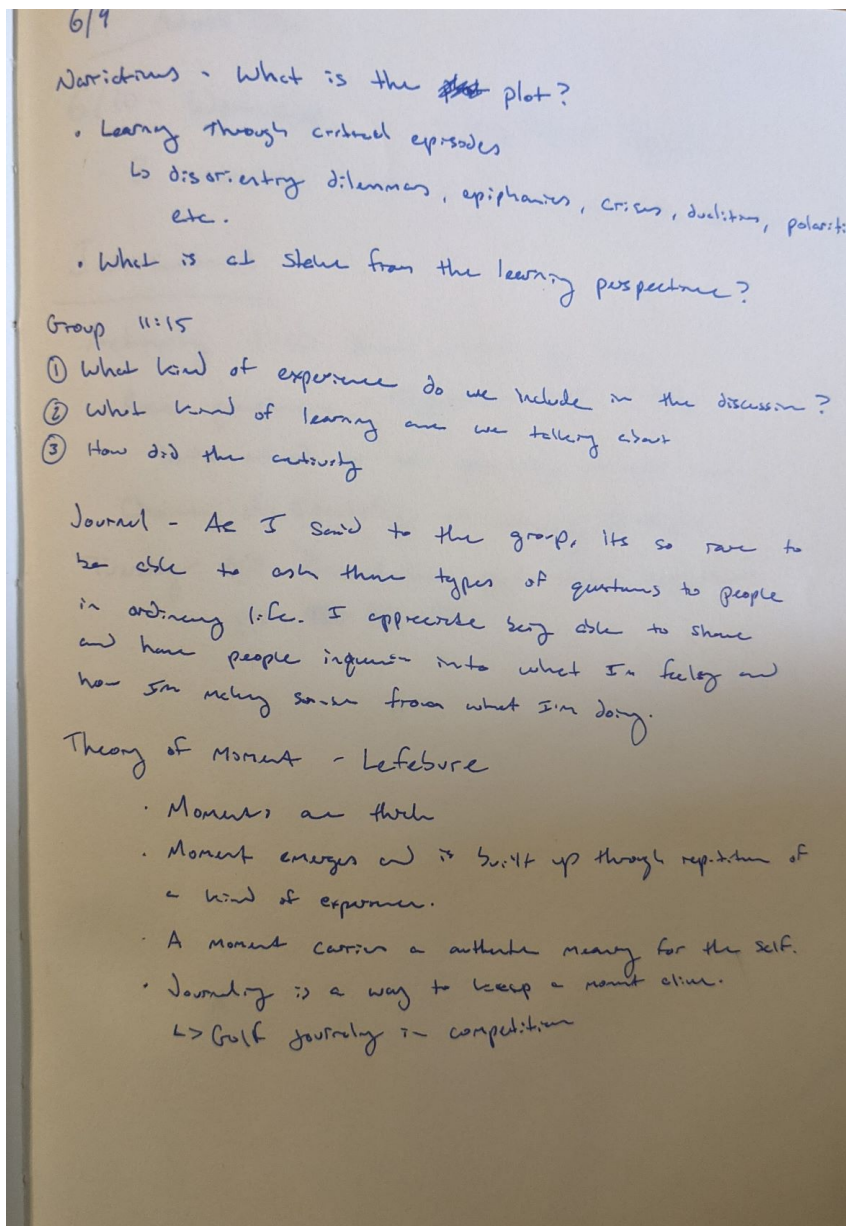 6/9
- What is the plot?
• Learning through critical episodes
↳ disorienting dilemmas, epiphanies, crises, dualities, polariti
etc.
• What is at stake from the learning perspective?
Group 11:15
① What kind of experience do we include in the discussion?
② What kind of learning are we talking about
③ How did the activity
Journal - As I said to the group, its so rare to
be able to ask these types of questions to people
in ordinary life. I appreciate being able to share
and have people inquire into what I'm feeling and
how I'm making sense from what I'm doing.
Theory of Moment - Lefebvre
• Moments are thick
• Moment emerges and is built up through repitition of
a kind of experience.
• A moment carries a authentic meaning for the self.
• Journaling is a way to keep a moment alive.
↳ Golf journaling in competition